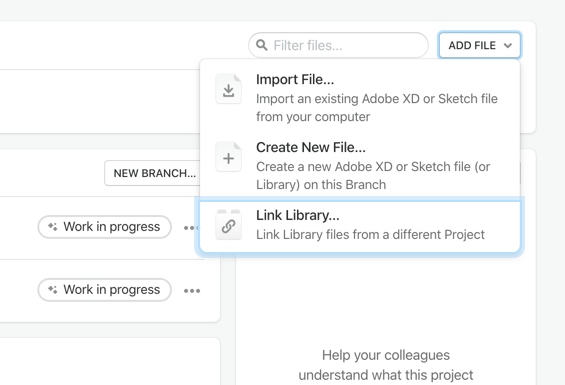 Filter files...
ADD FILE
Import File...
Import an existing Adobe XD or Sketch file
from your computer
Create New File...
Create a new Adobe XD or Sketch file (or
Library) on this Branch
NEW BRANCH...
Link Library...
Link Library files from a different Project
Work in progress
Work in progress
Help your colleagues
understand what this project